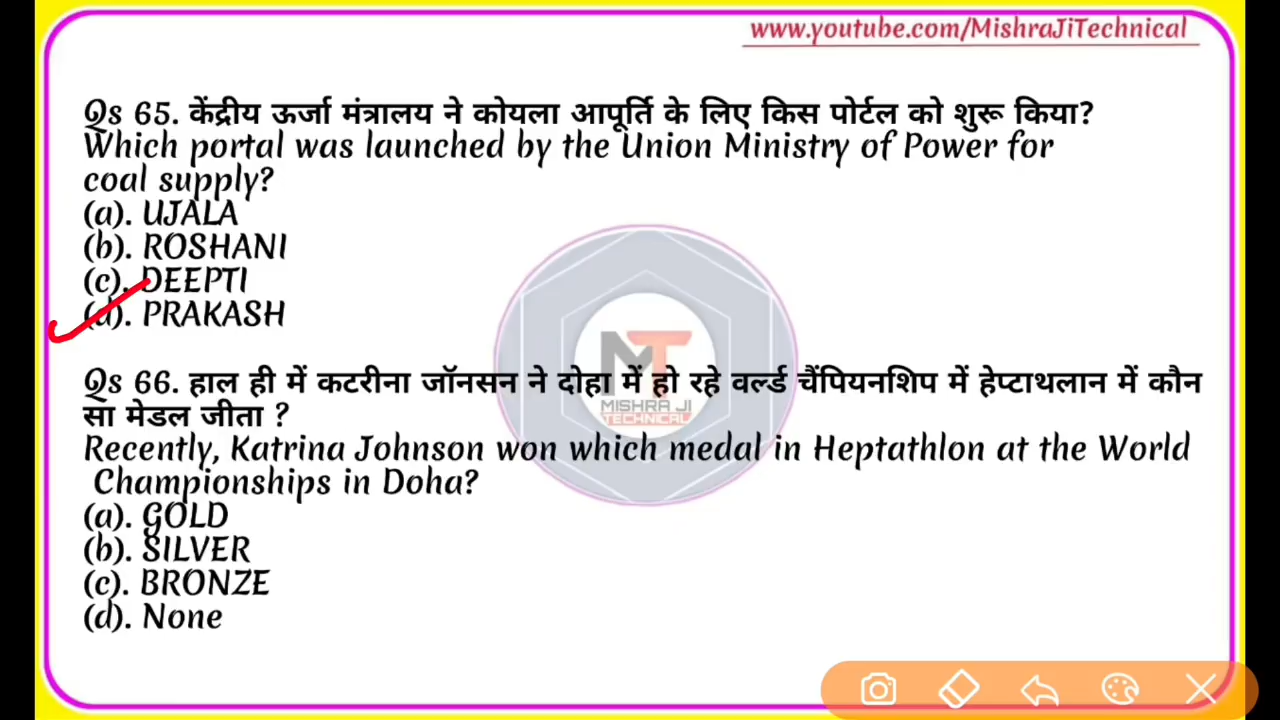 www.youtube.com/MishraJiTechnical
Qs 65. केंद्रीय ऊर्जा मंत्रालय ने कोयला आपूर्ति के लिए किस पोर्टल को शुरू किया?
Which portal was launched by the Union Ministry of Power for
coal supply?
(a). UJALA
(b). ROSHANI
(c). DEEPTI
(d). PRAKASH
Qs 66. हाल ही में कटरीना जॉनसन ने दोहा में हो रहे वर्ल्ड चैंपियनशिप में हेप्टाथलान में कौन
सा मेडल जीता ?
Recently, Katrina Johnson won which medal in Heptathlon at the World
Championships in Doha?
(a). GOLD
(b). SILVER
(c). BRONZE
(d). None
MT
MISHRA JI
TECHNICAL